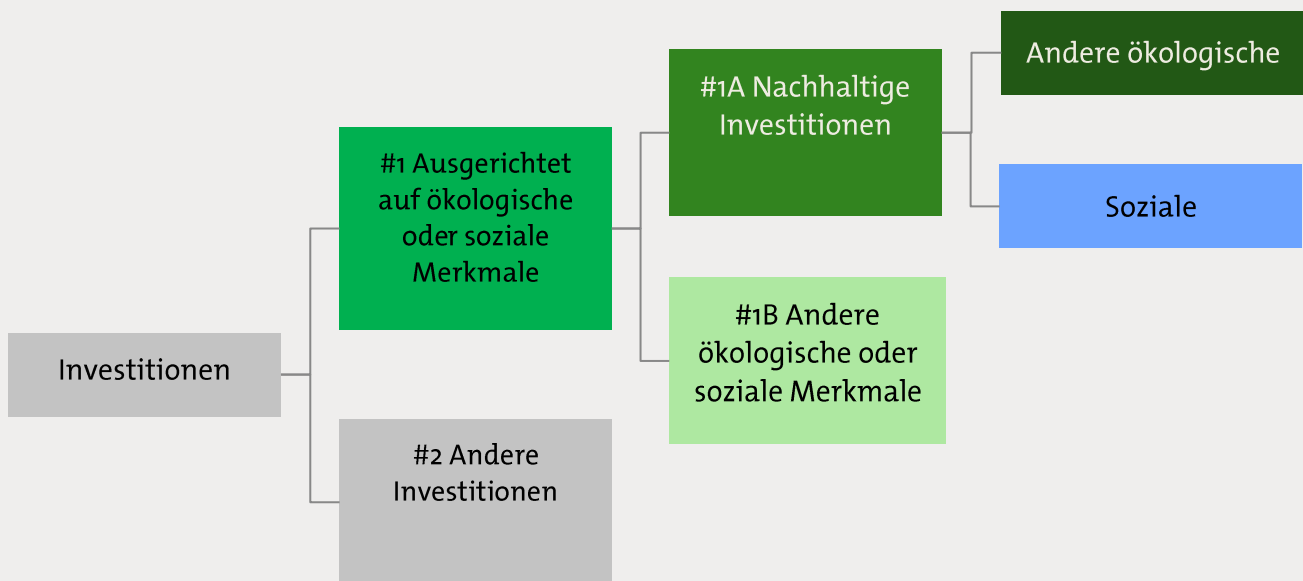 Investitionen
#1 Ausgerichtet
auf ökologische
oder soziale
Merkmale
#2 Andere
Investitionen
#1A Nachhaltige
Investitionen
#1B Andere
ökologische oder
soziale Merkmale
Andere ökologische
Soziale